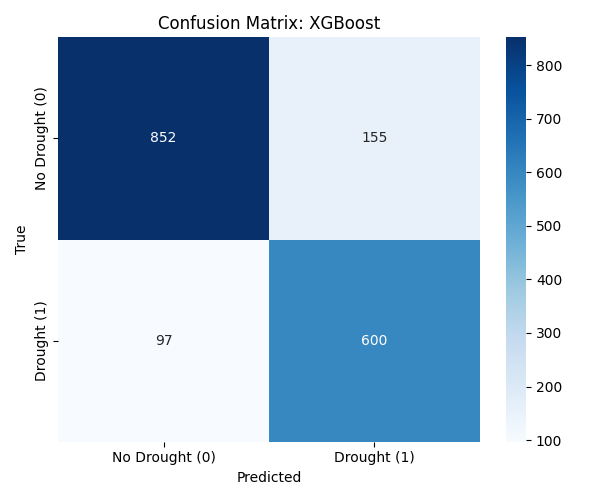 Confusion Matrix: XGBoost
No Drought (0)
852
155
800
700
600
500
400
300
200
100
True
Drought (1)
97
600
No Drought (0)
Drought (1)
Predicted